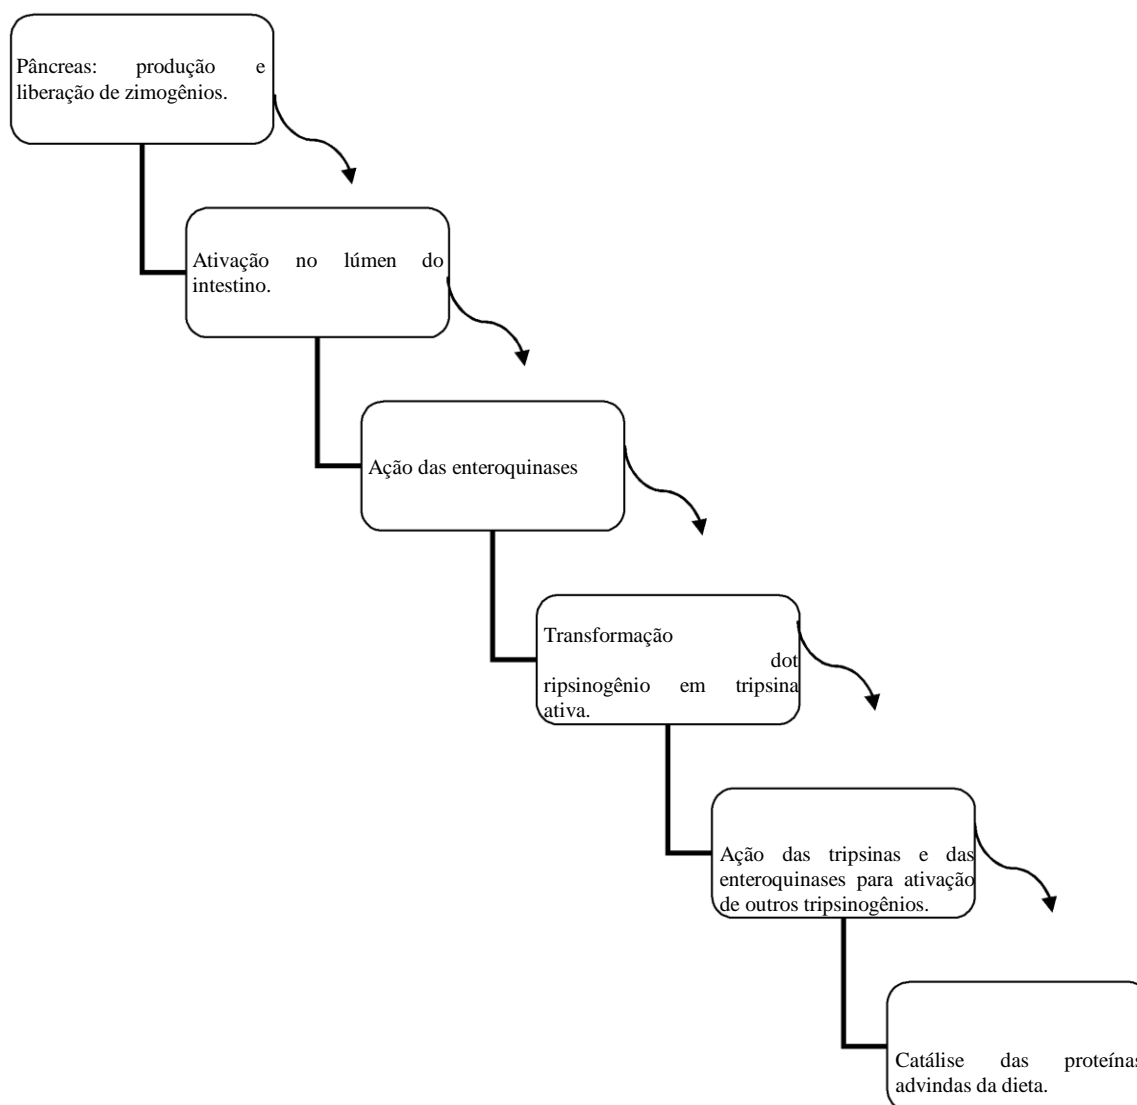 Pâncreas: produção e
liberação de zimogênios.
Ativação no lúmen do
intestino.
Ação das enteroquinases
Transformação
dot
ripsinogênio em tripsina
ativa.
Ação das tripsinas e das
enteroquinases para ativação
de outros tripsinogênios.
Catálise das proteínas
advindas da dieta.